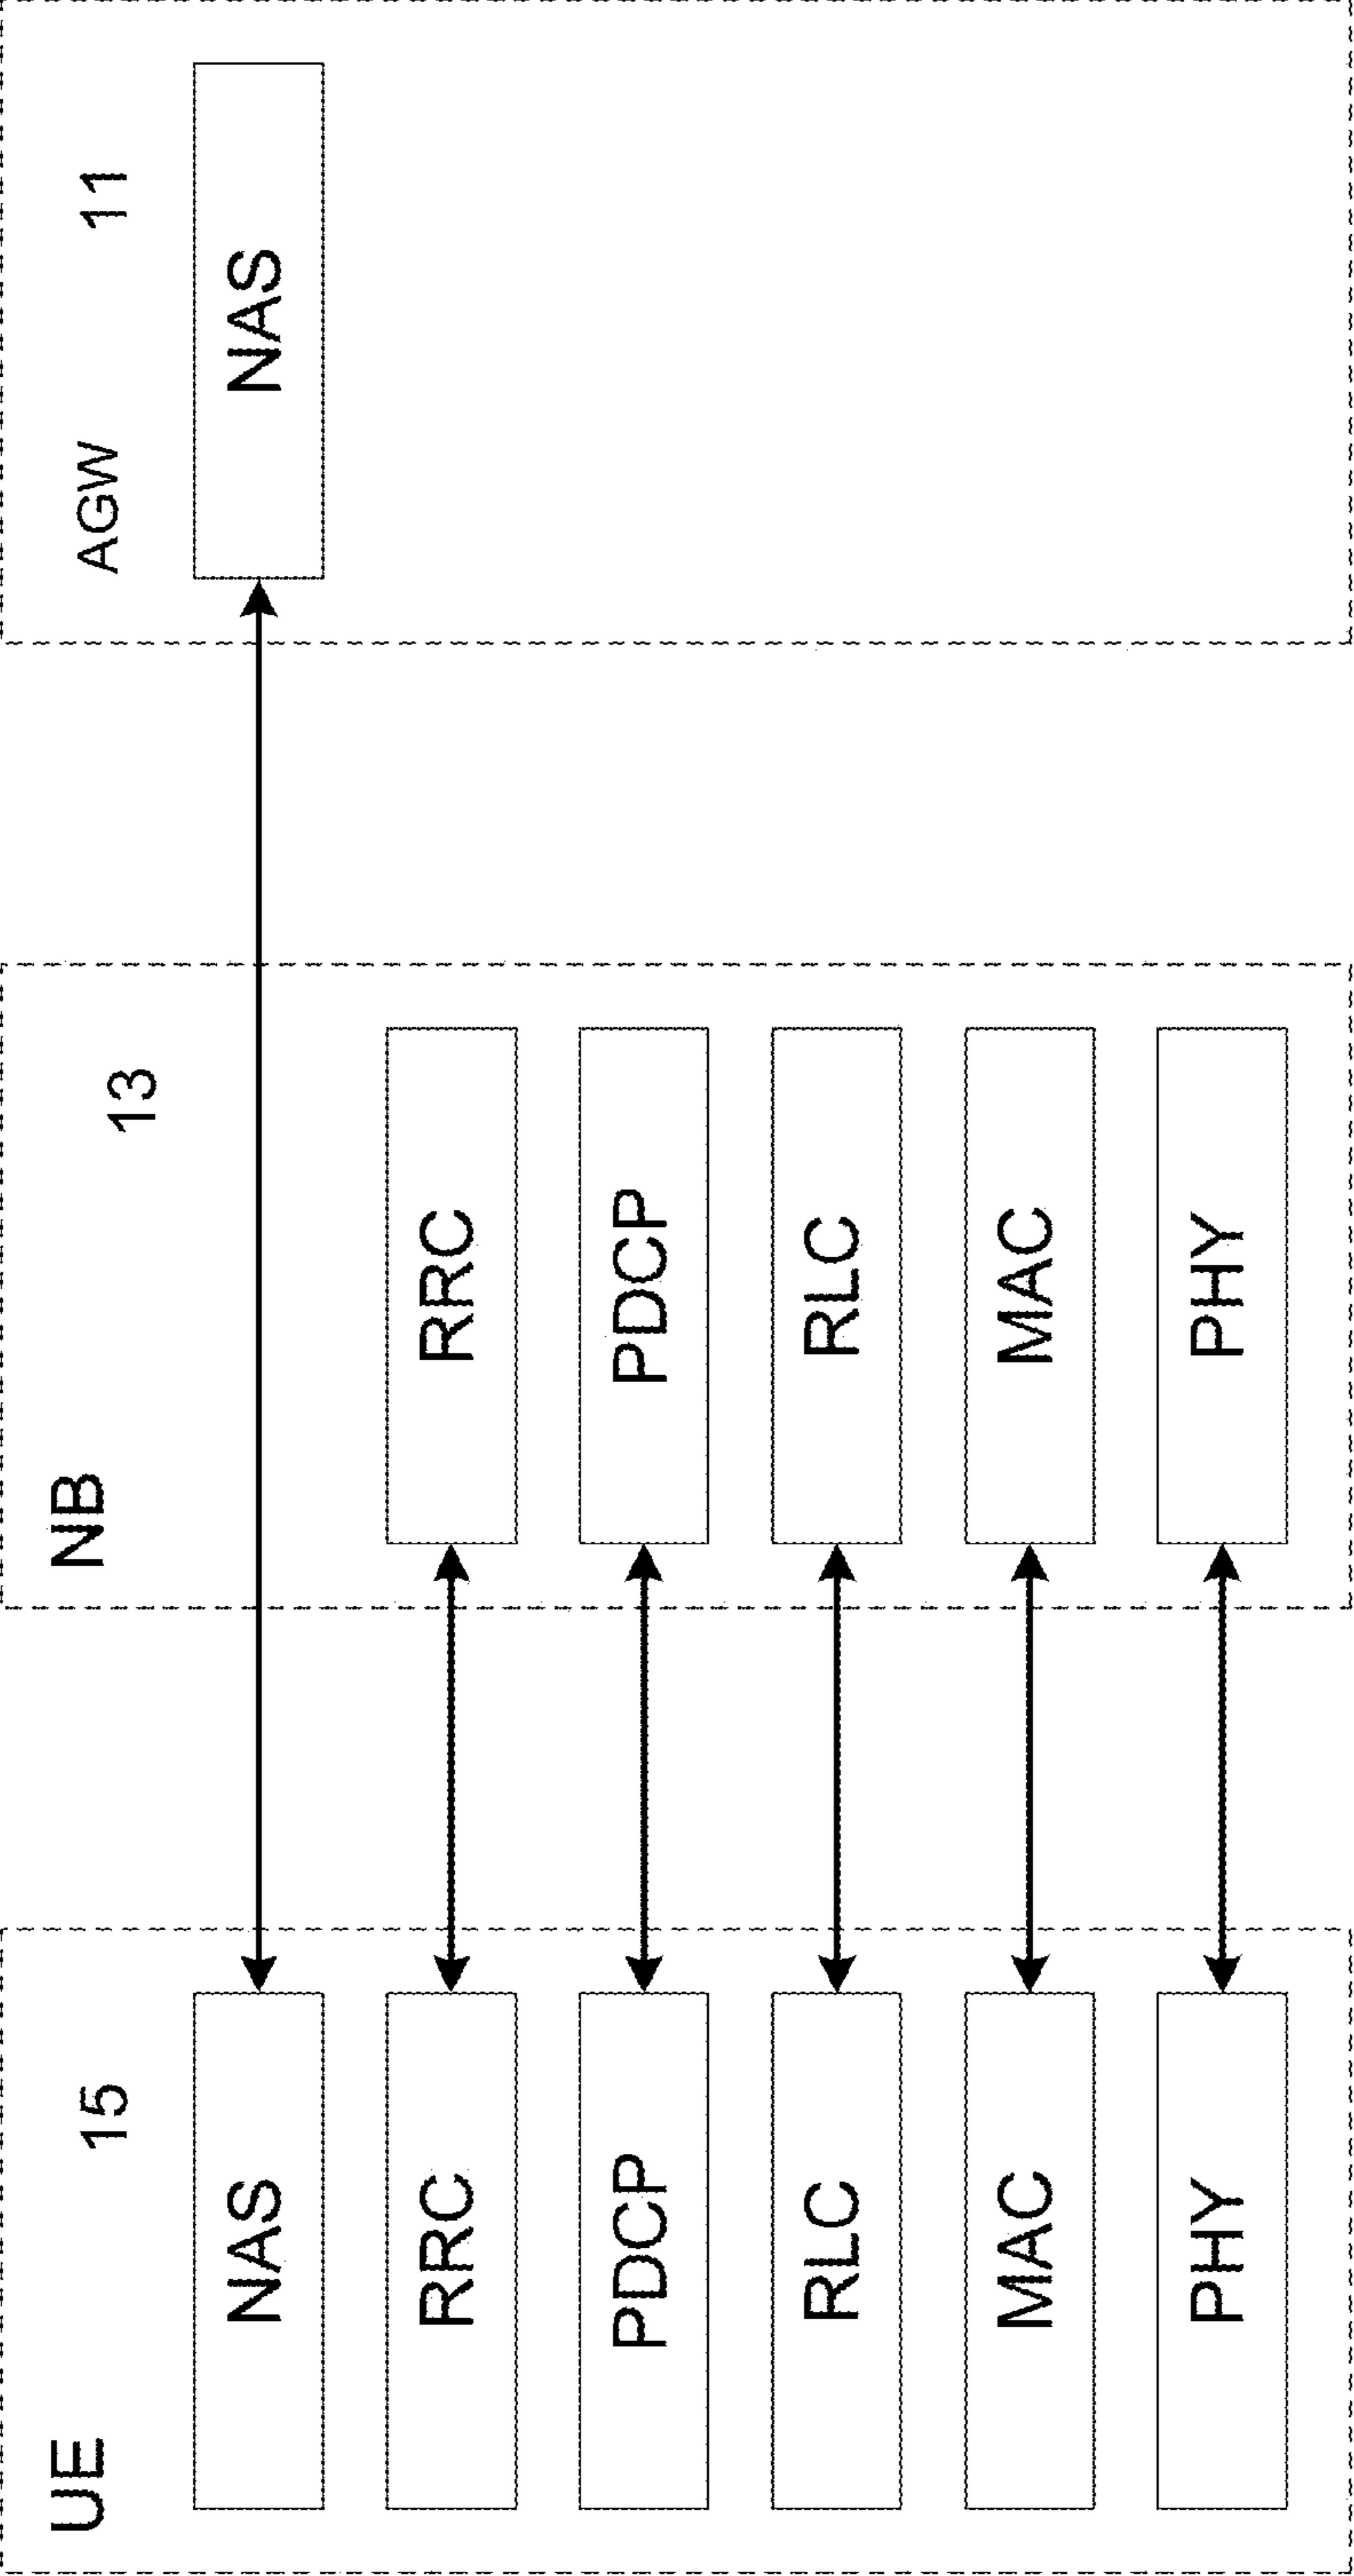 UE 15
NB 13
AGW 11
NAS NAS
RRC RRC
PDCP PDCP
RLC RLC
MAC MAC
PHY PHY